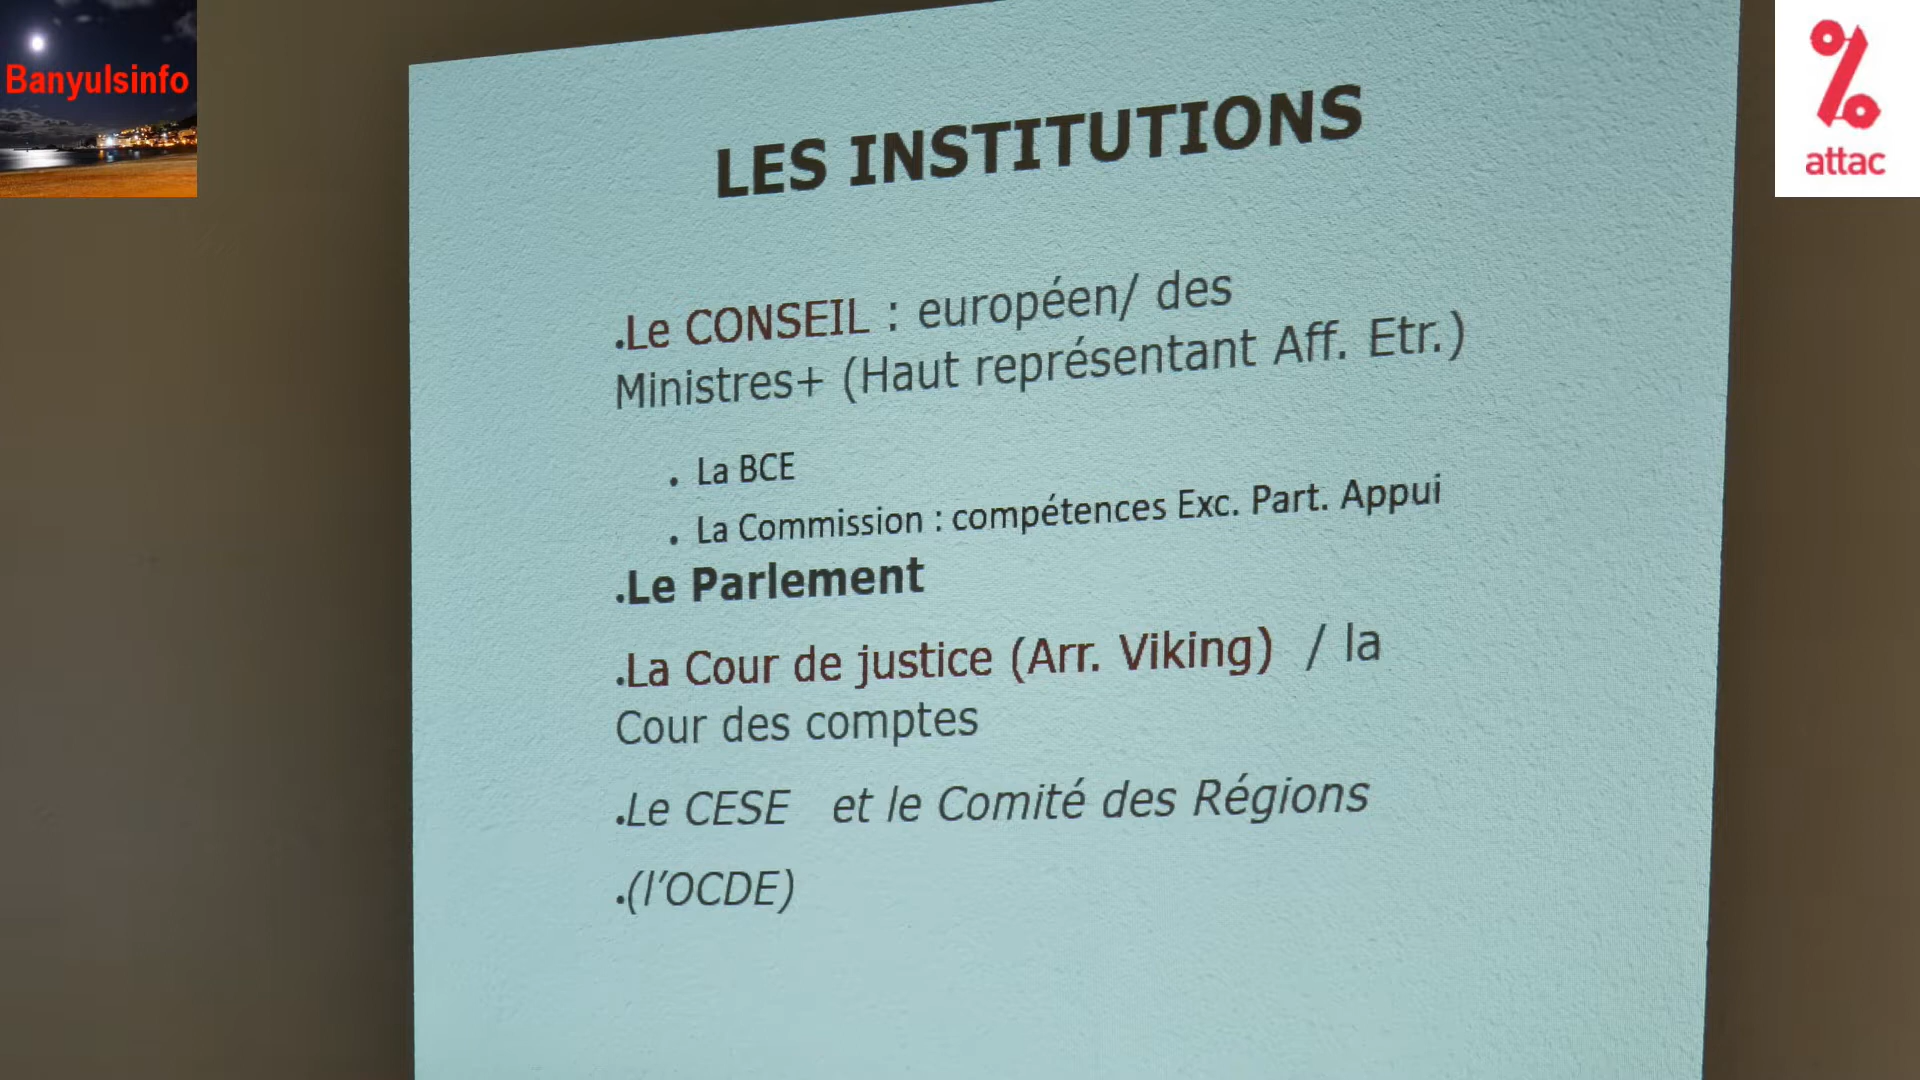 Banyulsinfo
attac
LES INSTITUTIONS
.Le CONSEIL : européen/ des
Ministres+ (Haut représentant Aff. Etr.)
. La BCE
. La Commission : compétences Exc. Part. Appui
.Le Parlement
.La Cour de justice (Arr. Viking) / la
Cour des comptes
.Le CESE et le Comité des Régions
.(l'OCDE)